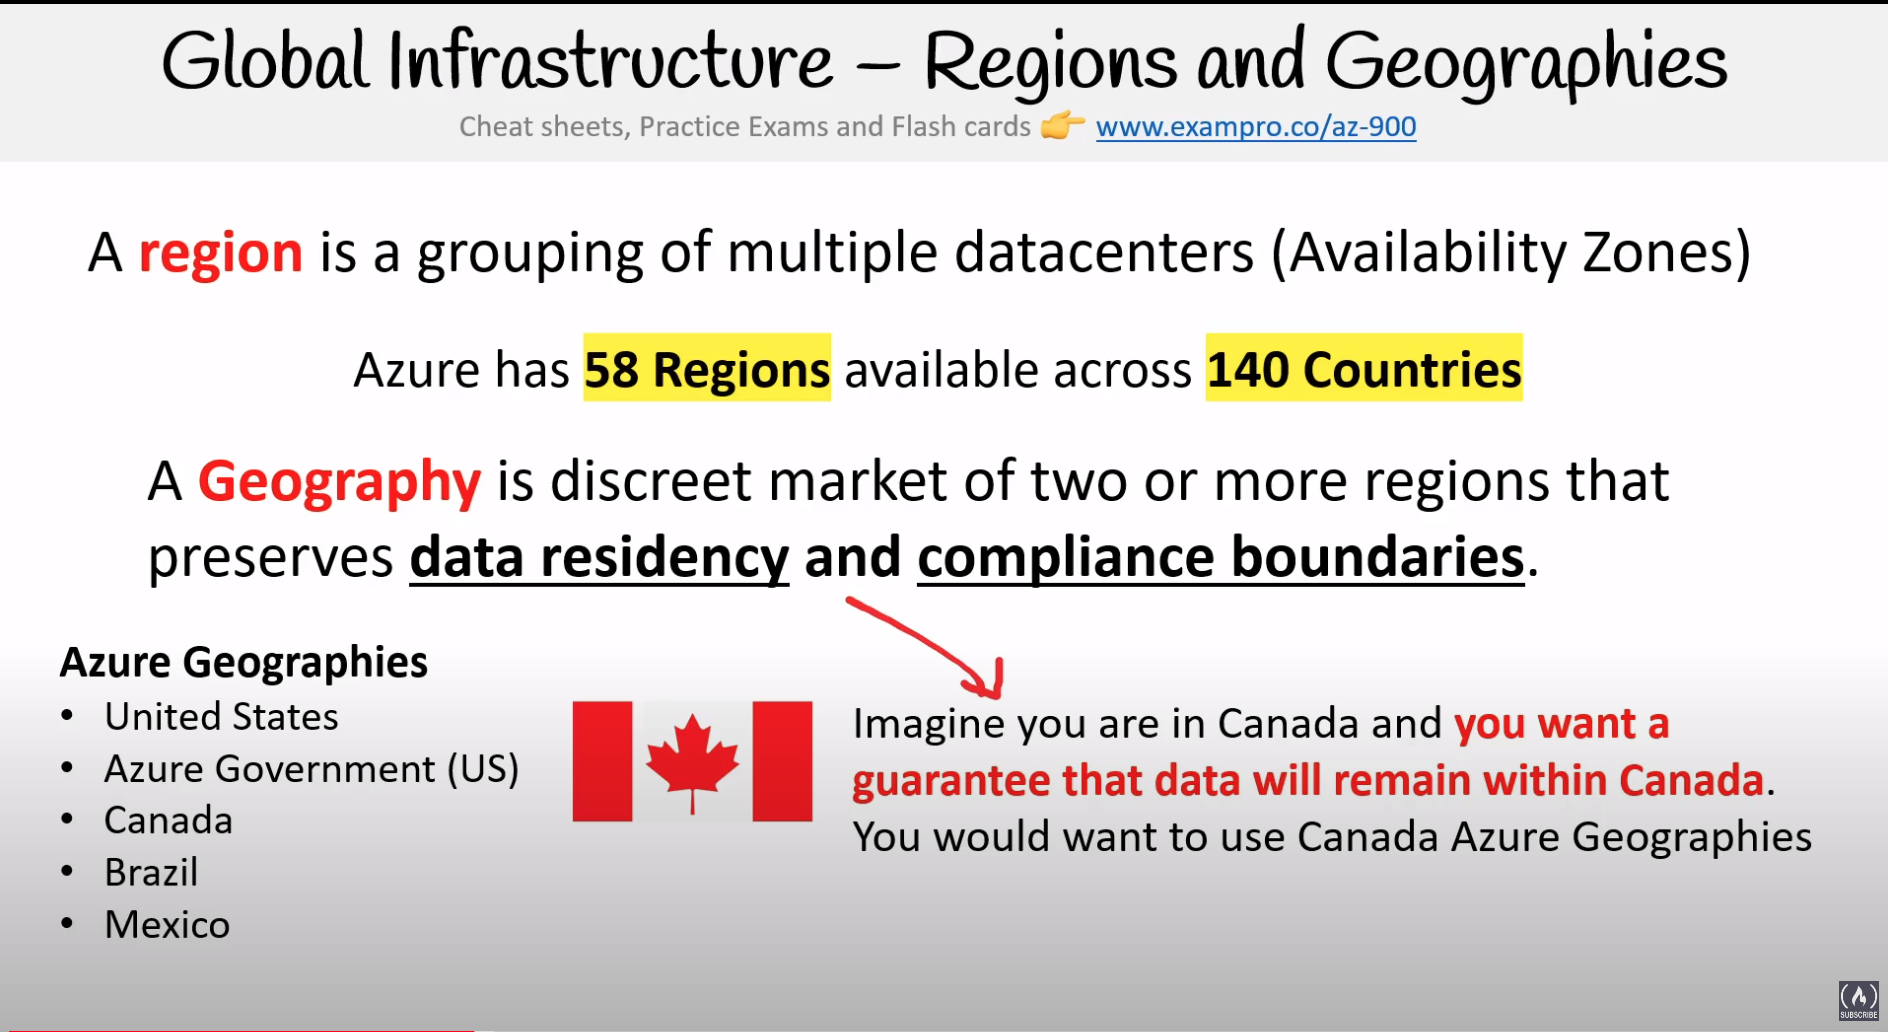 Global Infrastructure – Regions and Geographies
Cheat sheets, Practice Exams and Flash cards 👉 www.exampro.co/az-900
A region is a grouping of multiple datacenters (Availability Zones)
Azure has 58 Regions available across 140 Countries
A Geography is discreet market of two or more regions that
preserves data residency and compliance boundaries.
Azure Geographies
• United States
• Azure Government (US)
• Canada
• Brazil
• Mexico
Imagine you are in Canada and you want a
guarantee that data will remain within Canada.
You would want to use Canada Azure Geographies
SUBSCRIBE